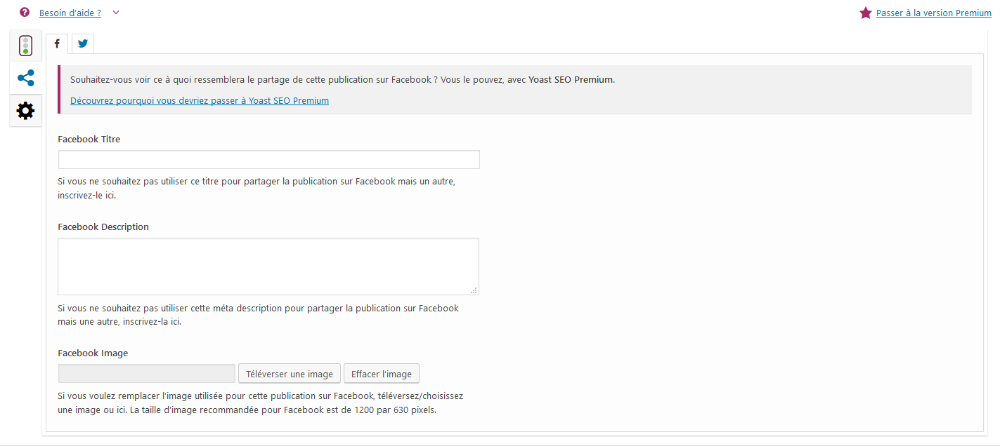 Besoin d'aide ?
Passer à la version Premium
Souhaitez-vous voir ce à quoi ressemblera le partage de cette publication sur Facebook ? Vous le pouvez, avec Yoast SEO Premium.
Découvrez pourquoi vous devriez passer à Yoast SEO Premium
Facebook Titre
Si vous ne souhaitez pas utiliser ce titre pour partager la publication sur Facebook mais un autre,
inscrivez-le ici.
Facebook Description
Si vous ne souhaitez pas utiliser cette méta description pour partager la publication sur Facebook
mais une autre, inscrivez-la ici.
Facebook Image
Téléverser une image
Effacer l'image
Si vous voulez remplacer l'image utilisée pour cette publication sur Facebook, téléversez/choisissez
une image ou ici. La taille d'image recommandée pour Facebook est de 1200 par 630 pixels.